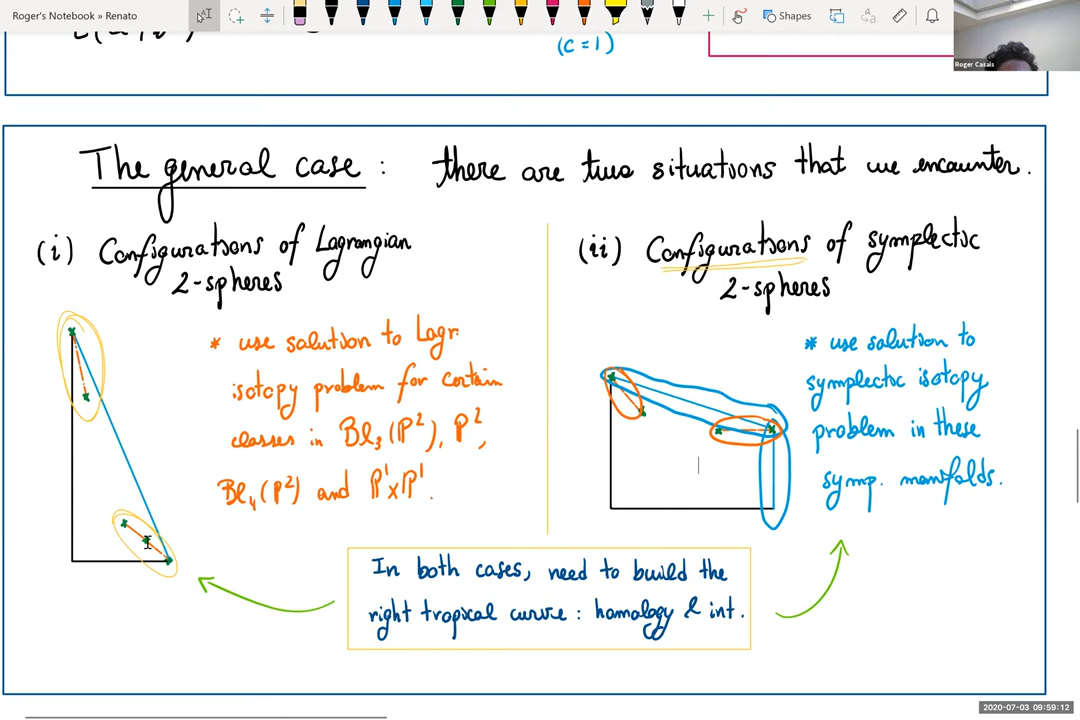 Roger's Notebook » Renato
Shapes
Roger Casals
(c = 1)
The general case : there are two situations that we encounter.
(i) Configurations of Lagrangian
2-spheres
* use solution to Lagr.
isotopy problem for certain
classes in Bl₃(P²), P²,
Bl₄(P²) and P¹×P¹.
(ii) Configurations of symplectic
2-spheres
* use solution to
symplectic isotopy
problem in these
symp. manifolds.
In both cases, need to build the
right tropical curve : homology & int.
2020-07-03 09:59:12